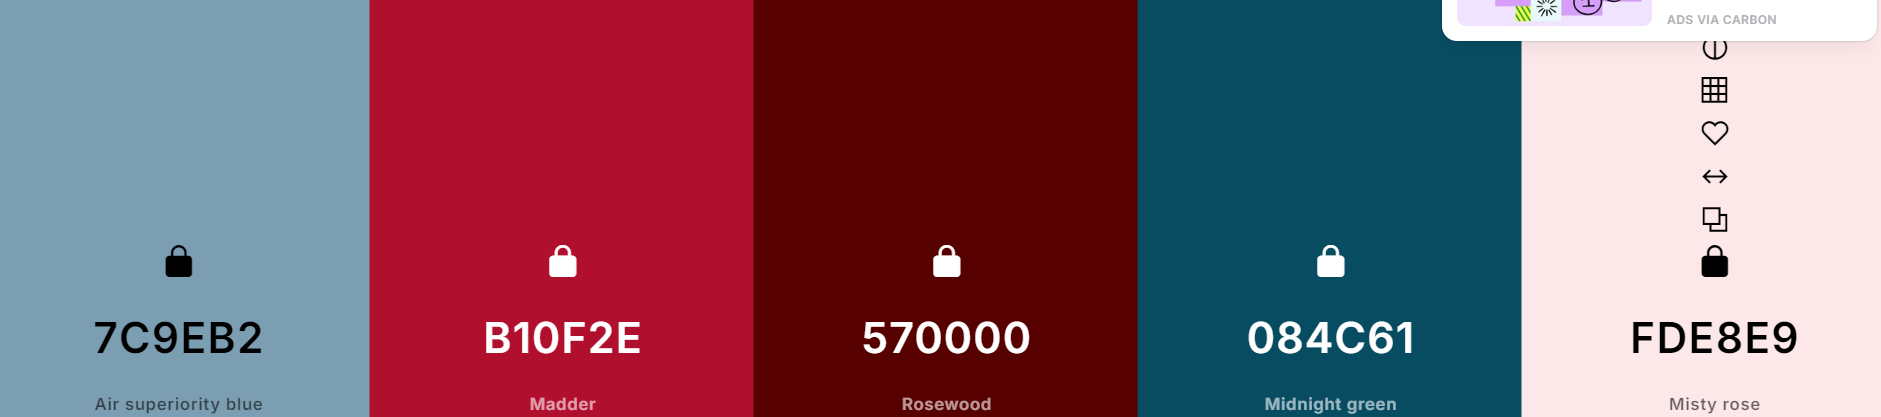 ADS VIA CARBON
7C9EB2
Air superiority blue
B10F2E
Madder
570000
Rosewood
084C61
Midnight green
FDE8E9
Misty rose